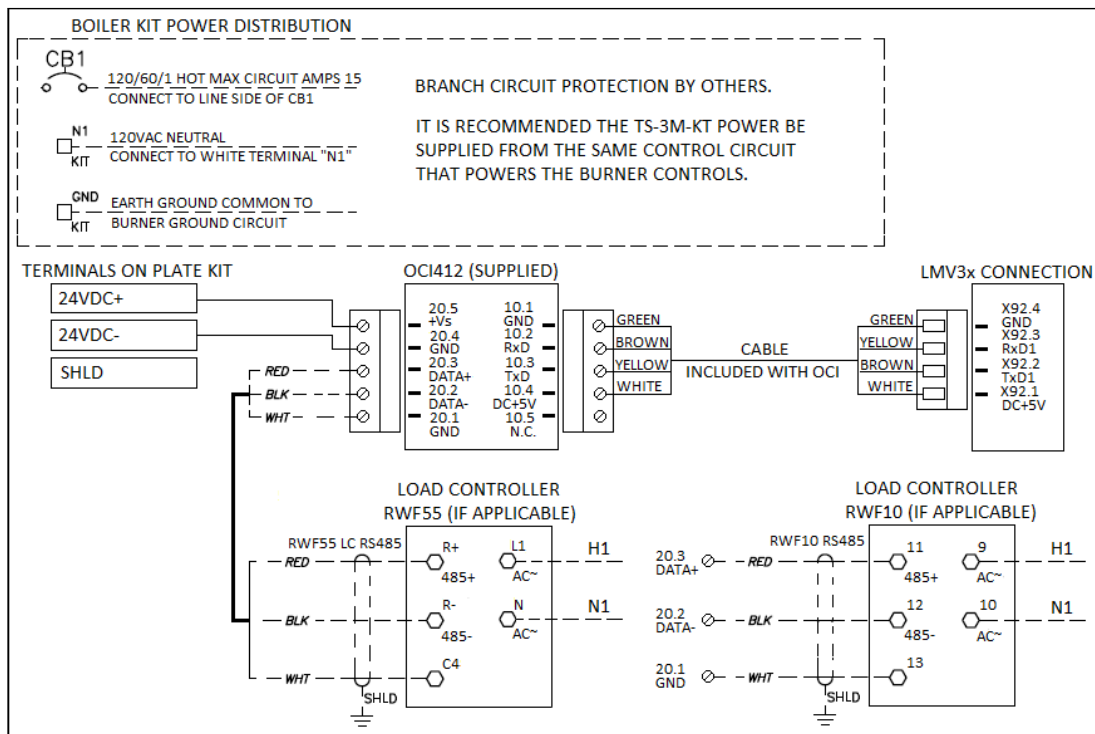 BOILER KIT POWER DISTRIBUTION
CB1
120/60/1 HOT MAX CIRCUIT AMPS 15
CONNECT TO LINE SIDE OF CB1
N1
KIT
120VAC NEUTRAL
CONNECT TO WHITE TERMINAL "N1"
GND
KIT
EARTH GROUND COMMON TO
BURNER GROUND CIRCUIT
BRANCH CIRCUIT PROTECTION BY OTHERS.
IT IS RECOMMENDED THE TS-3M-KT POWER BE
SUPPLIED FROM THE SAME CONTROL CIRCUIT
THAT POWERS THE BURNER CONTROLS.
TERMINALS ON PLATE KIT
24VDC+
24VDC-
SHLD
RED
BLK
WHT
OCI412 (SUPPLIED)
20.5
+Vs
20.4
GND
20.3
DATA+
20.2
DATA-
20.1
GND
10.1
GND
10.2
RxD
10.3
TxD
10.4
DC+5V
10.5
N.C.
GREEN
BROWN
YELLOW
WHITE
CABLE
INCLUDED WITH OCI
LMV3x CONNECTION
GREEN
YELLOW
BROWN
WHITE
X92.4
GND
X92.3
RxD1
X92.2
TxD1
X92.1
DC+5V
LOAD CONTROLLER
RWF55 (IF APPLICABLE)
RWF55 LC RS485
RED
BLK
WHT
SHLD
R+
485+
R-
485-
C4
L1
AC~
N
AC~
H1
N1
LOAD CONTROLLER
RWF10 (IF APPLICABLE)
RWF10 RS485
20.3
DATA+
RED
20.2
DATA-
BLK
20.1
GND
WHT
SHLD
11
485+
12
485-
13
9
AC~
10
AC~
H1
N1